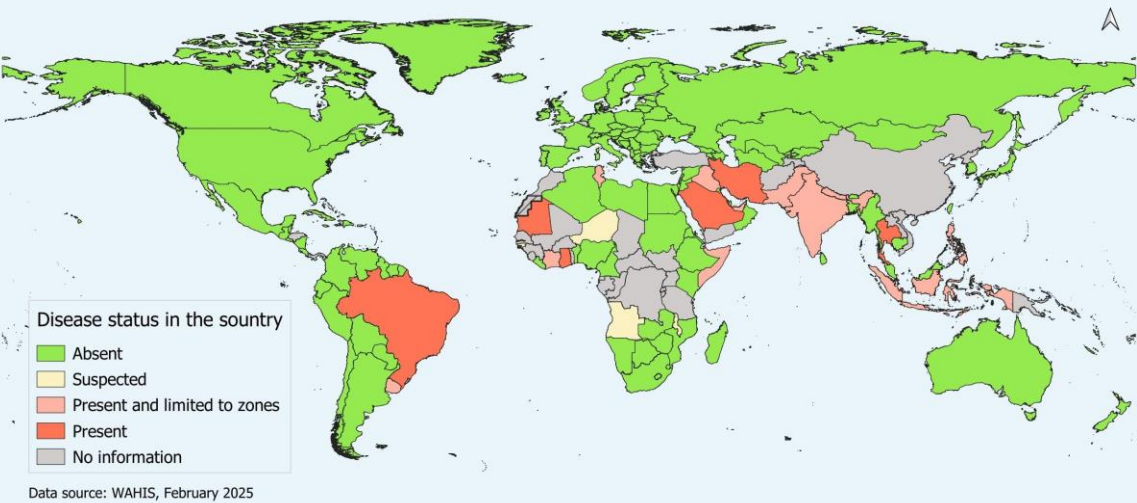 Disease status in the sountry
Absent
Suspected
Present and limited to zones
Present
No information
Data source: WAHIS, February 2025